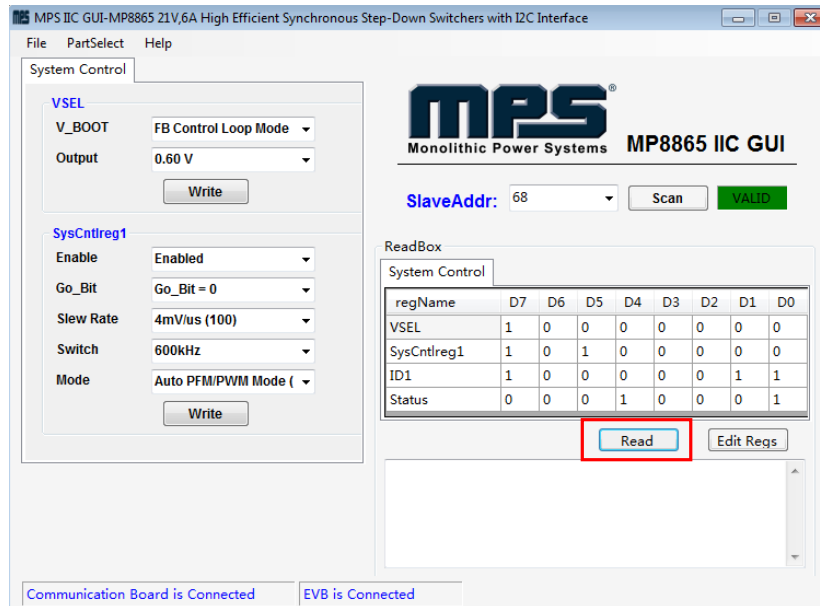 MPS IIC GUI-MP8865 21V,6A High Efficient Synchronous Step-Down Switchers with I2C Interface
File PartSelect Help
System Control
VSEL
V_BOOT FB Control Loop Mode
Output 0.60 V
Write
SysCntlreg1
Enable Enabled
Go_Bit Go_Bit = 0
Slew Rate 4mV/us (100)
Switch 600kHz
Mode Auto PFM/PWM Mode (
Write
mps®
Monolithic Power Systems MP8865 IIC GUI
SlaveAddr: 68 Scan VALID
ReadBox
System Control
regName D7 D6 D5 D4 D3 D2 D1 D0
VSEL 1 0 0 0 0 0 0 0
SysCntlreg1 1 0 1 0 0 0 0 0
ID1 1 0 0 0 0 0 1 1
Status 0 0 0 1 0 0 0 1
Read Edit Regs
Communication Board is Connected EVB is Connected